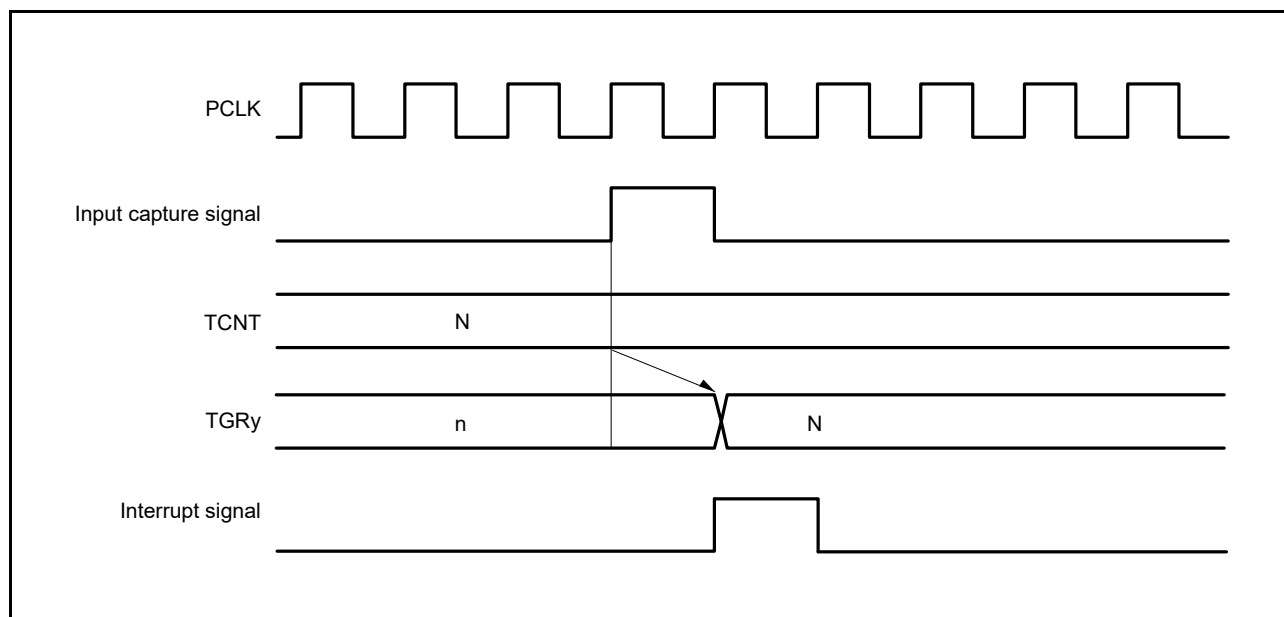 PCLK
Input capture signal
TCNT
N
TGRy
n
N
Interrupt signal